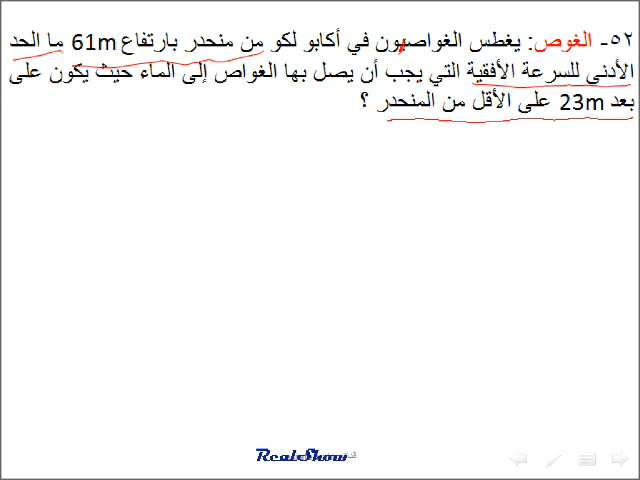 ٥٢- الغوص: يغطس الغواصون في أكابو لكو من منحدر بارتفاع 61m ما الحد
الأدنى للسرعة الأفقية التي يجب أن يصل بها الغواص إلى الماء حيث يكون على
بعد 23m على الأقل من المنحدر ؟
RealShow